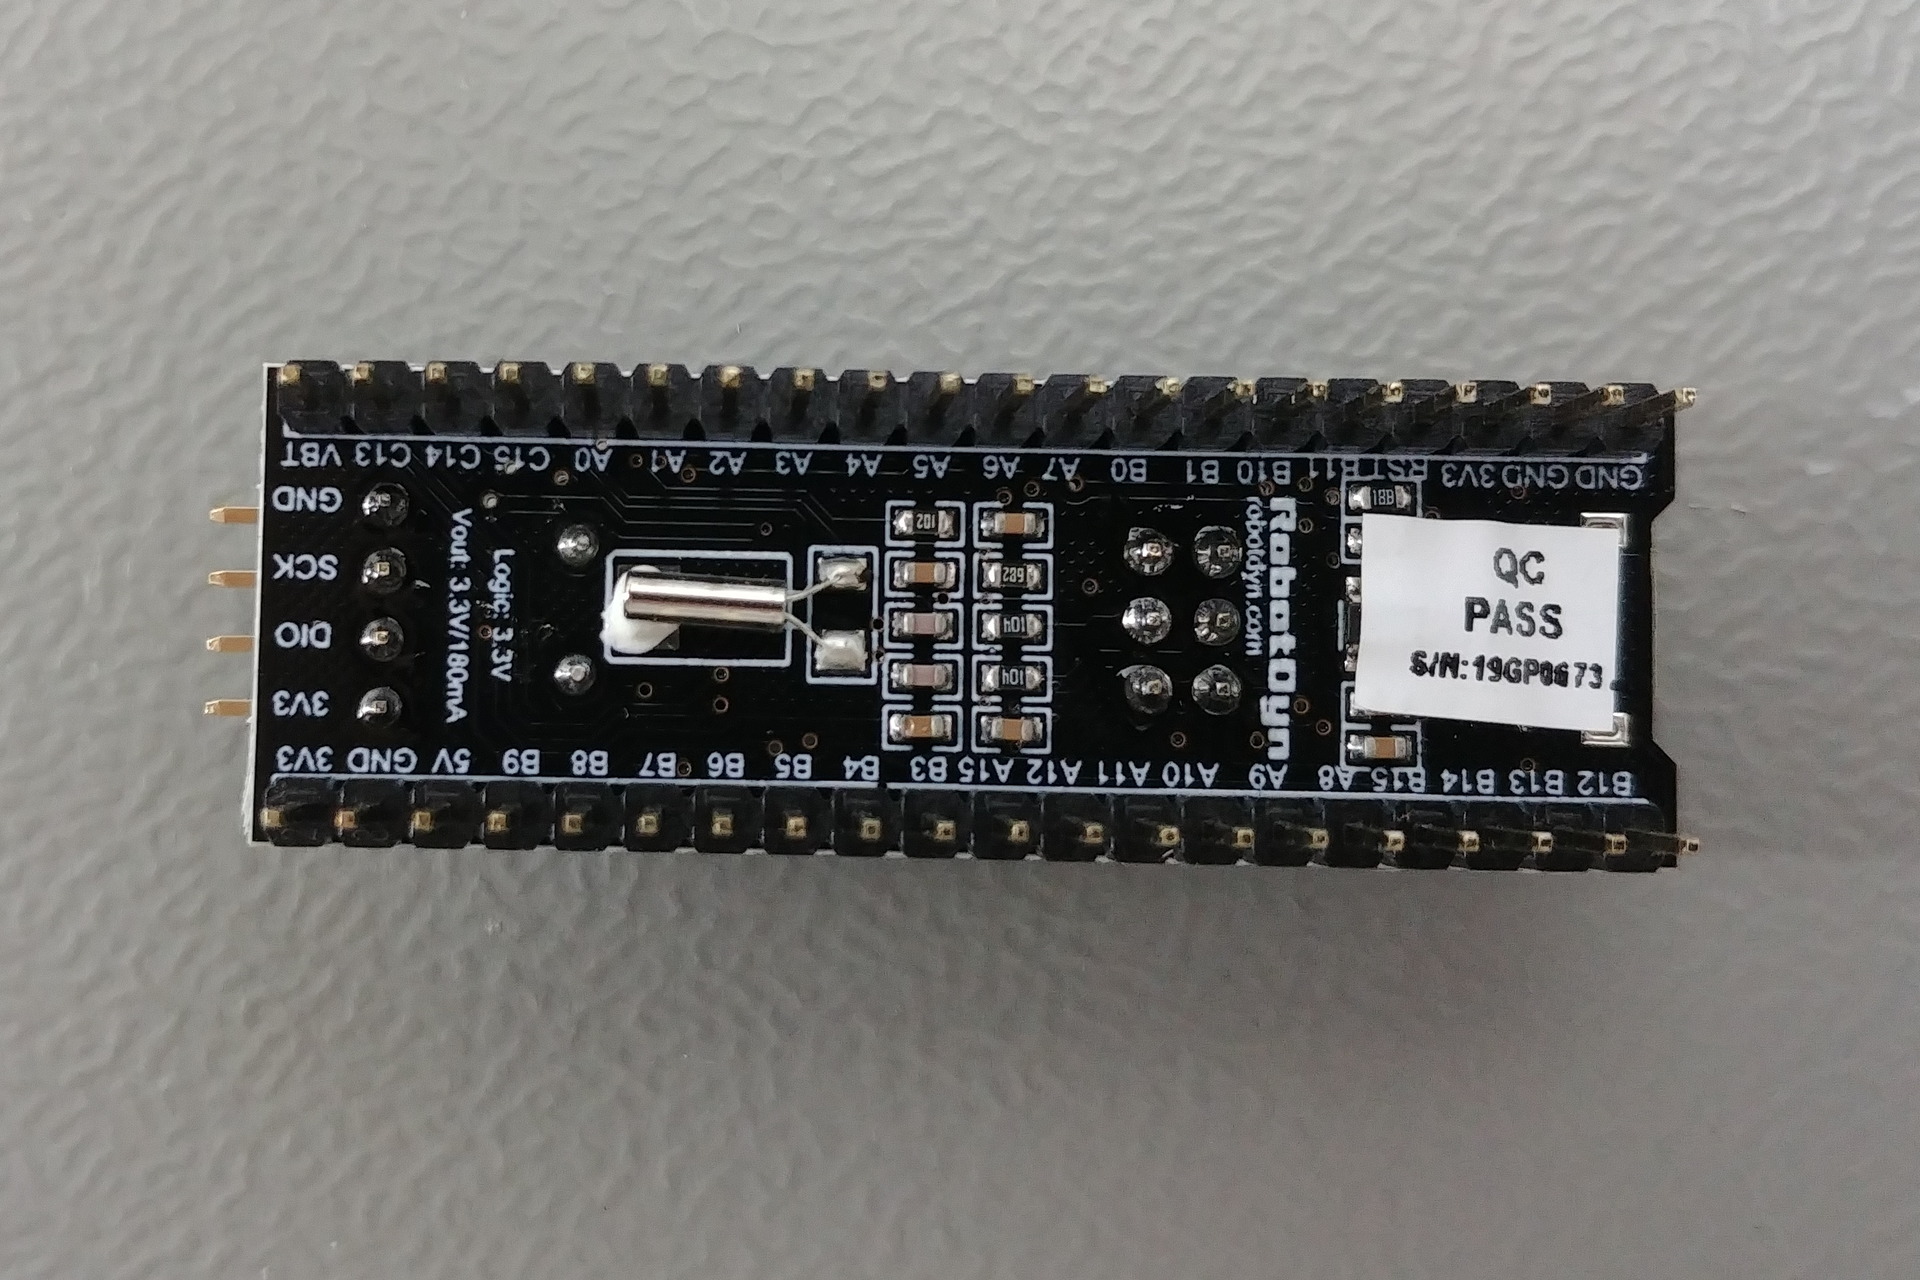 GND GND 3V3 RST B11 B10 B1 B0 A7 A6 A5 A4 A3 A2 A1 A0 C15 C14 C13 VBT
GND
SCK
DIO
3V3
Vout: 3.3V/180mA
Logic: 3.3V
102
682
104
104
RobotDyn
robotdyn.com
18B
QC
PASS
S/N:19GP0673
B12 B13 B14 B15 A8 A9 A10 A11 A12 A15 B3 B4 B5 B6 B7 B8 B9 5V GND 3V3